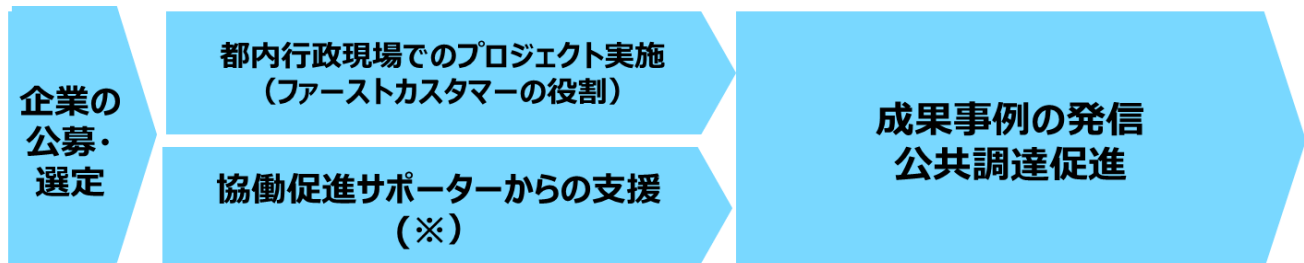 企業の
公募・
選定
都内行政現場でのプロジェクト実施
（ファーストカスタマーの役割）
協働促進サポーターからの支援
(※）
成果事例の発信
公共調達促進